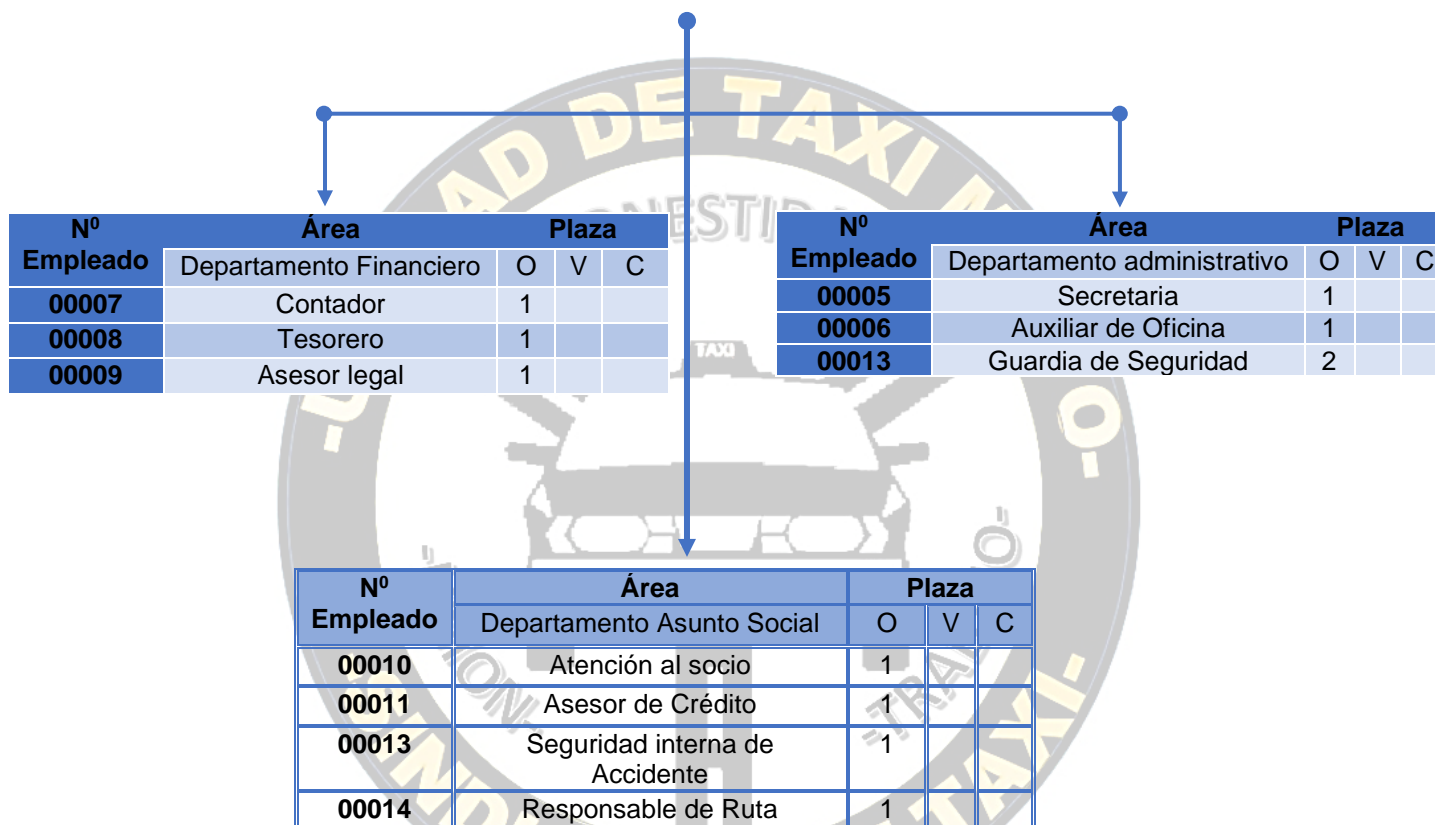 DAD DE TAXI
TAXI
-TRABAJO-
Nº Área Plaza
Empleado Departamento Financiero O V C
00007 Contador 1
00008 Tesorero 1
00009 Asesor legal 1
Nº Área Plaza
Empleado Departamento administrativo O V C
00005 Secretaria 1
00006 Auxiliar de Oficina 1
00013 Guardia de Seguridad 2
Nº Área Plaza
Empleado Departamento Asunto Social O V C
00010 Atención al socio 1
00011 Asesor de Crédito 1
00013 Seguridad interna de 1
Accidente
00014 Responsable de Ruta 1